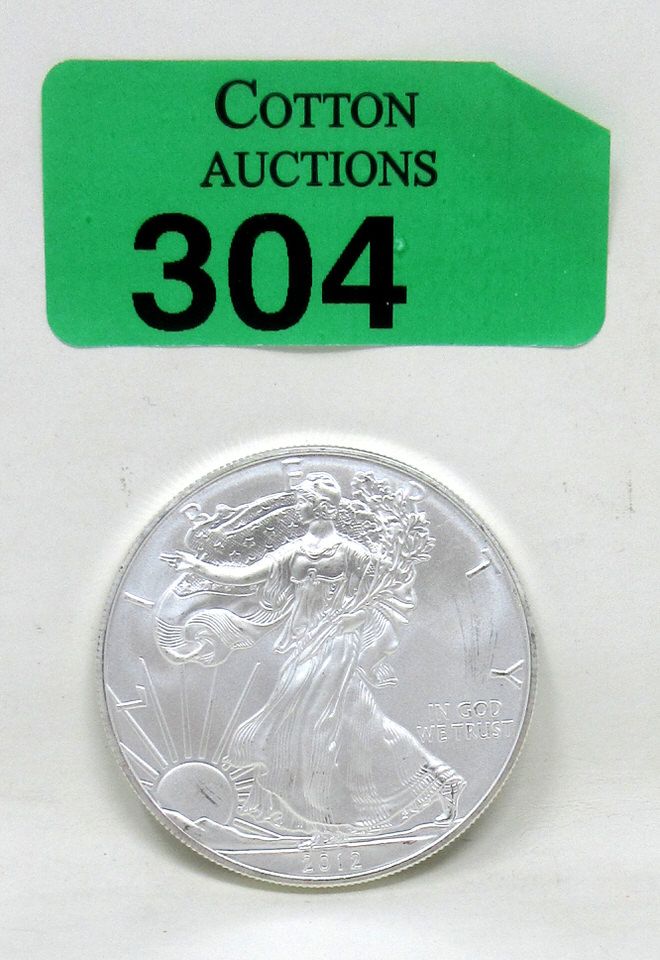 COTTON
AUCTIONS
304
LIBERTY
IN GOD
WE TRUST
2012